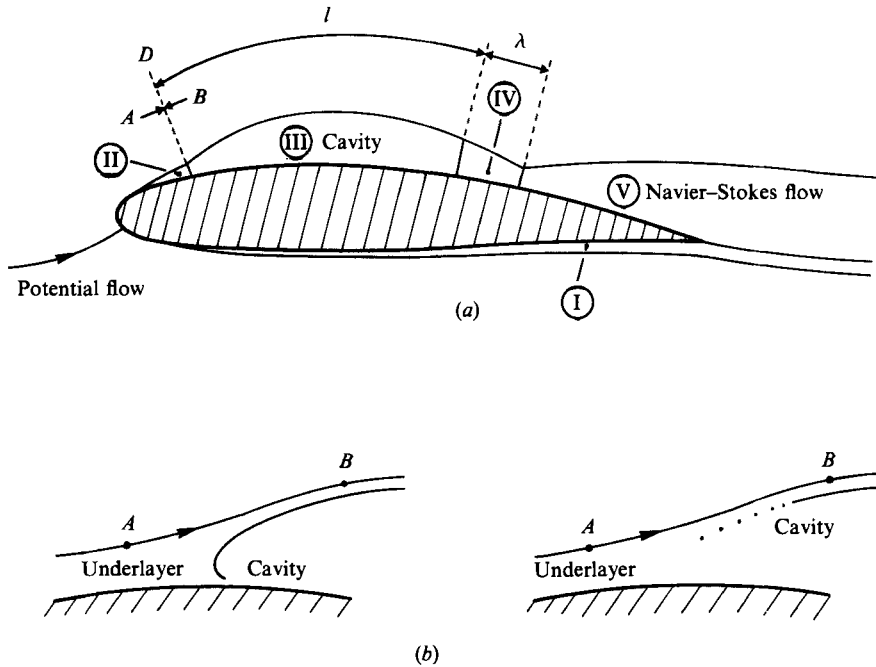 l
D
λ
A
B
IV
II
III Cavity
V Navier–Stokes flow
Potential flow
I
(a)
B
A
Underlayer
Cavity
B
A
Cavity
Underlayer
(b)